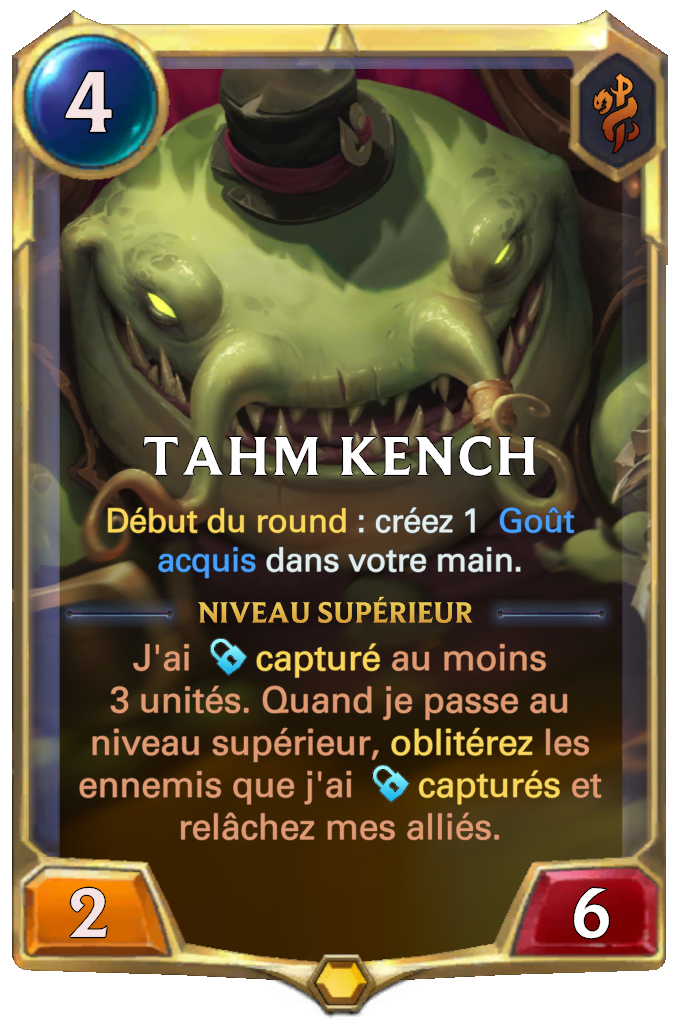 4
TAHM KENCH
Début du round : créez 1 Goût
acquis dans votre main.
NIVEAU SUPÉRIEUR
J'ai capturé au moins
3 unités. Quand je passe au
niveau supérieur, oblitérez les
ennemis que j'ai capturés et
relâchez mes alliés.
2
6